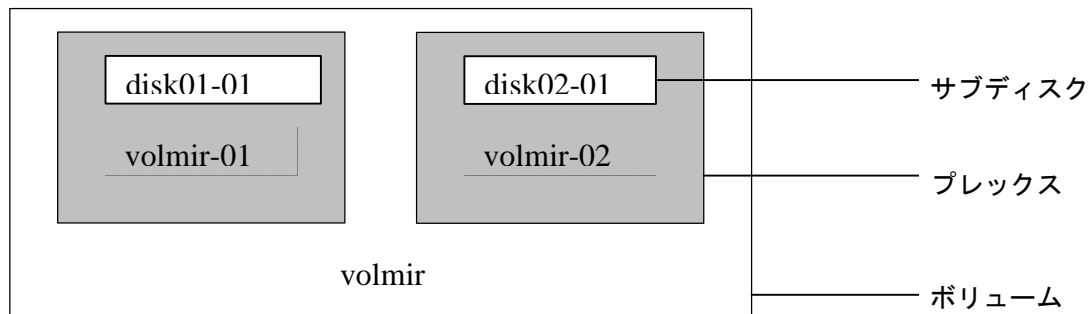 disk01-01
disk02-01
サブディスク
volmir-01
volmir-02
プレックス
volmir
ボリューム